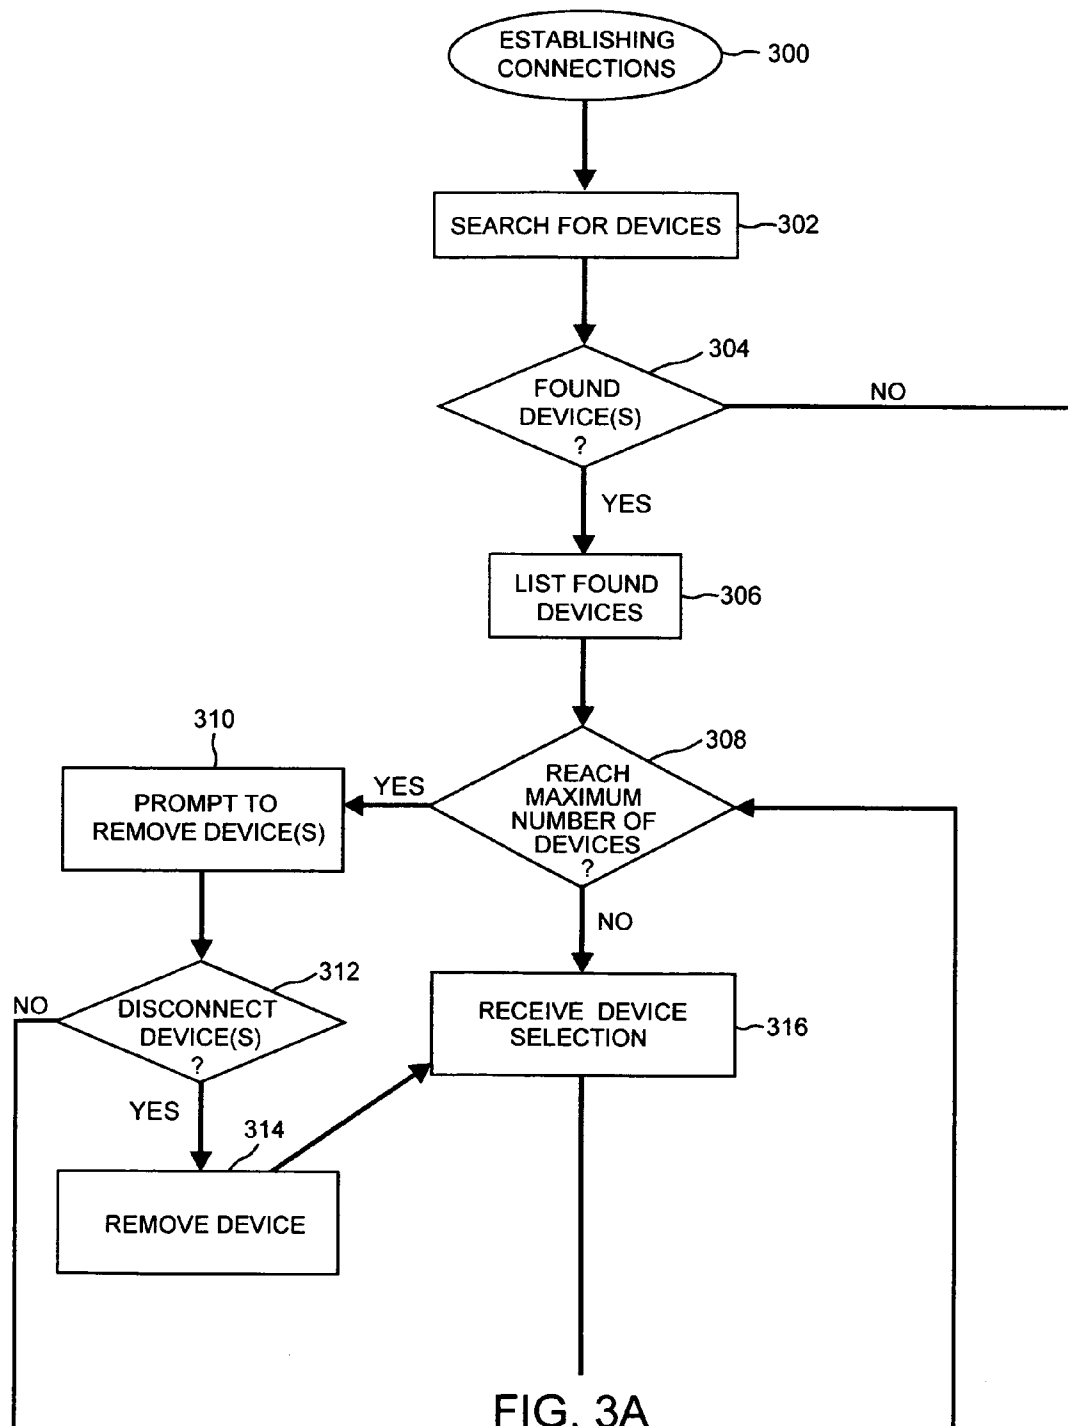 ESTABLISHING
CONNECTIONS
300
SEARCH FOR DEVICES
302
304
FOUND
DEVICE(S)
?
NO
YES
LIST FOUND
DEVICES
306
310
308
PROMPT TO
REMOVE DEVICE(S)
YES
REACH
MAXIMUM
NUMBER OF
DEVICES
?
NO
312
NO
DISCONNECT
DEVICE(S)
?
RECEIVE DEVICE
SELECTION
316
YES
314
REMOVE DEVICE
FIG. 3A